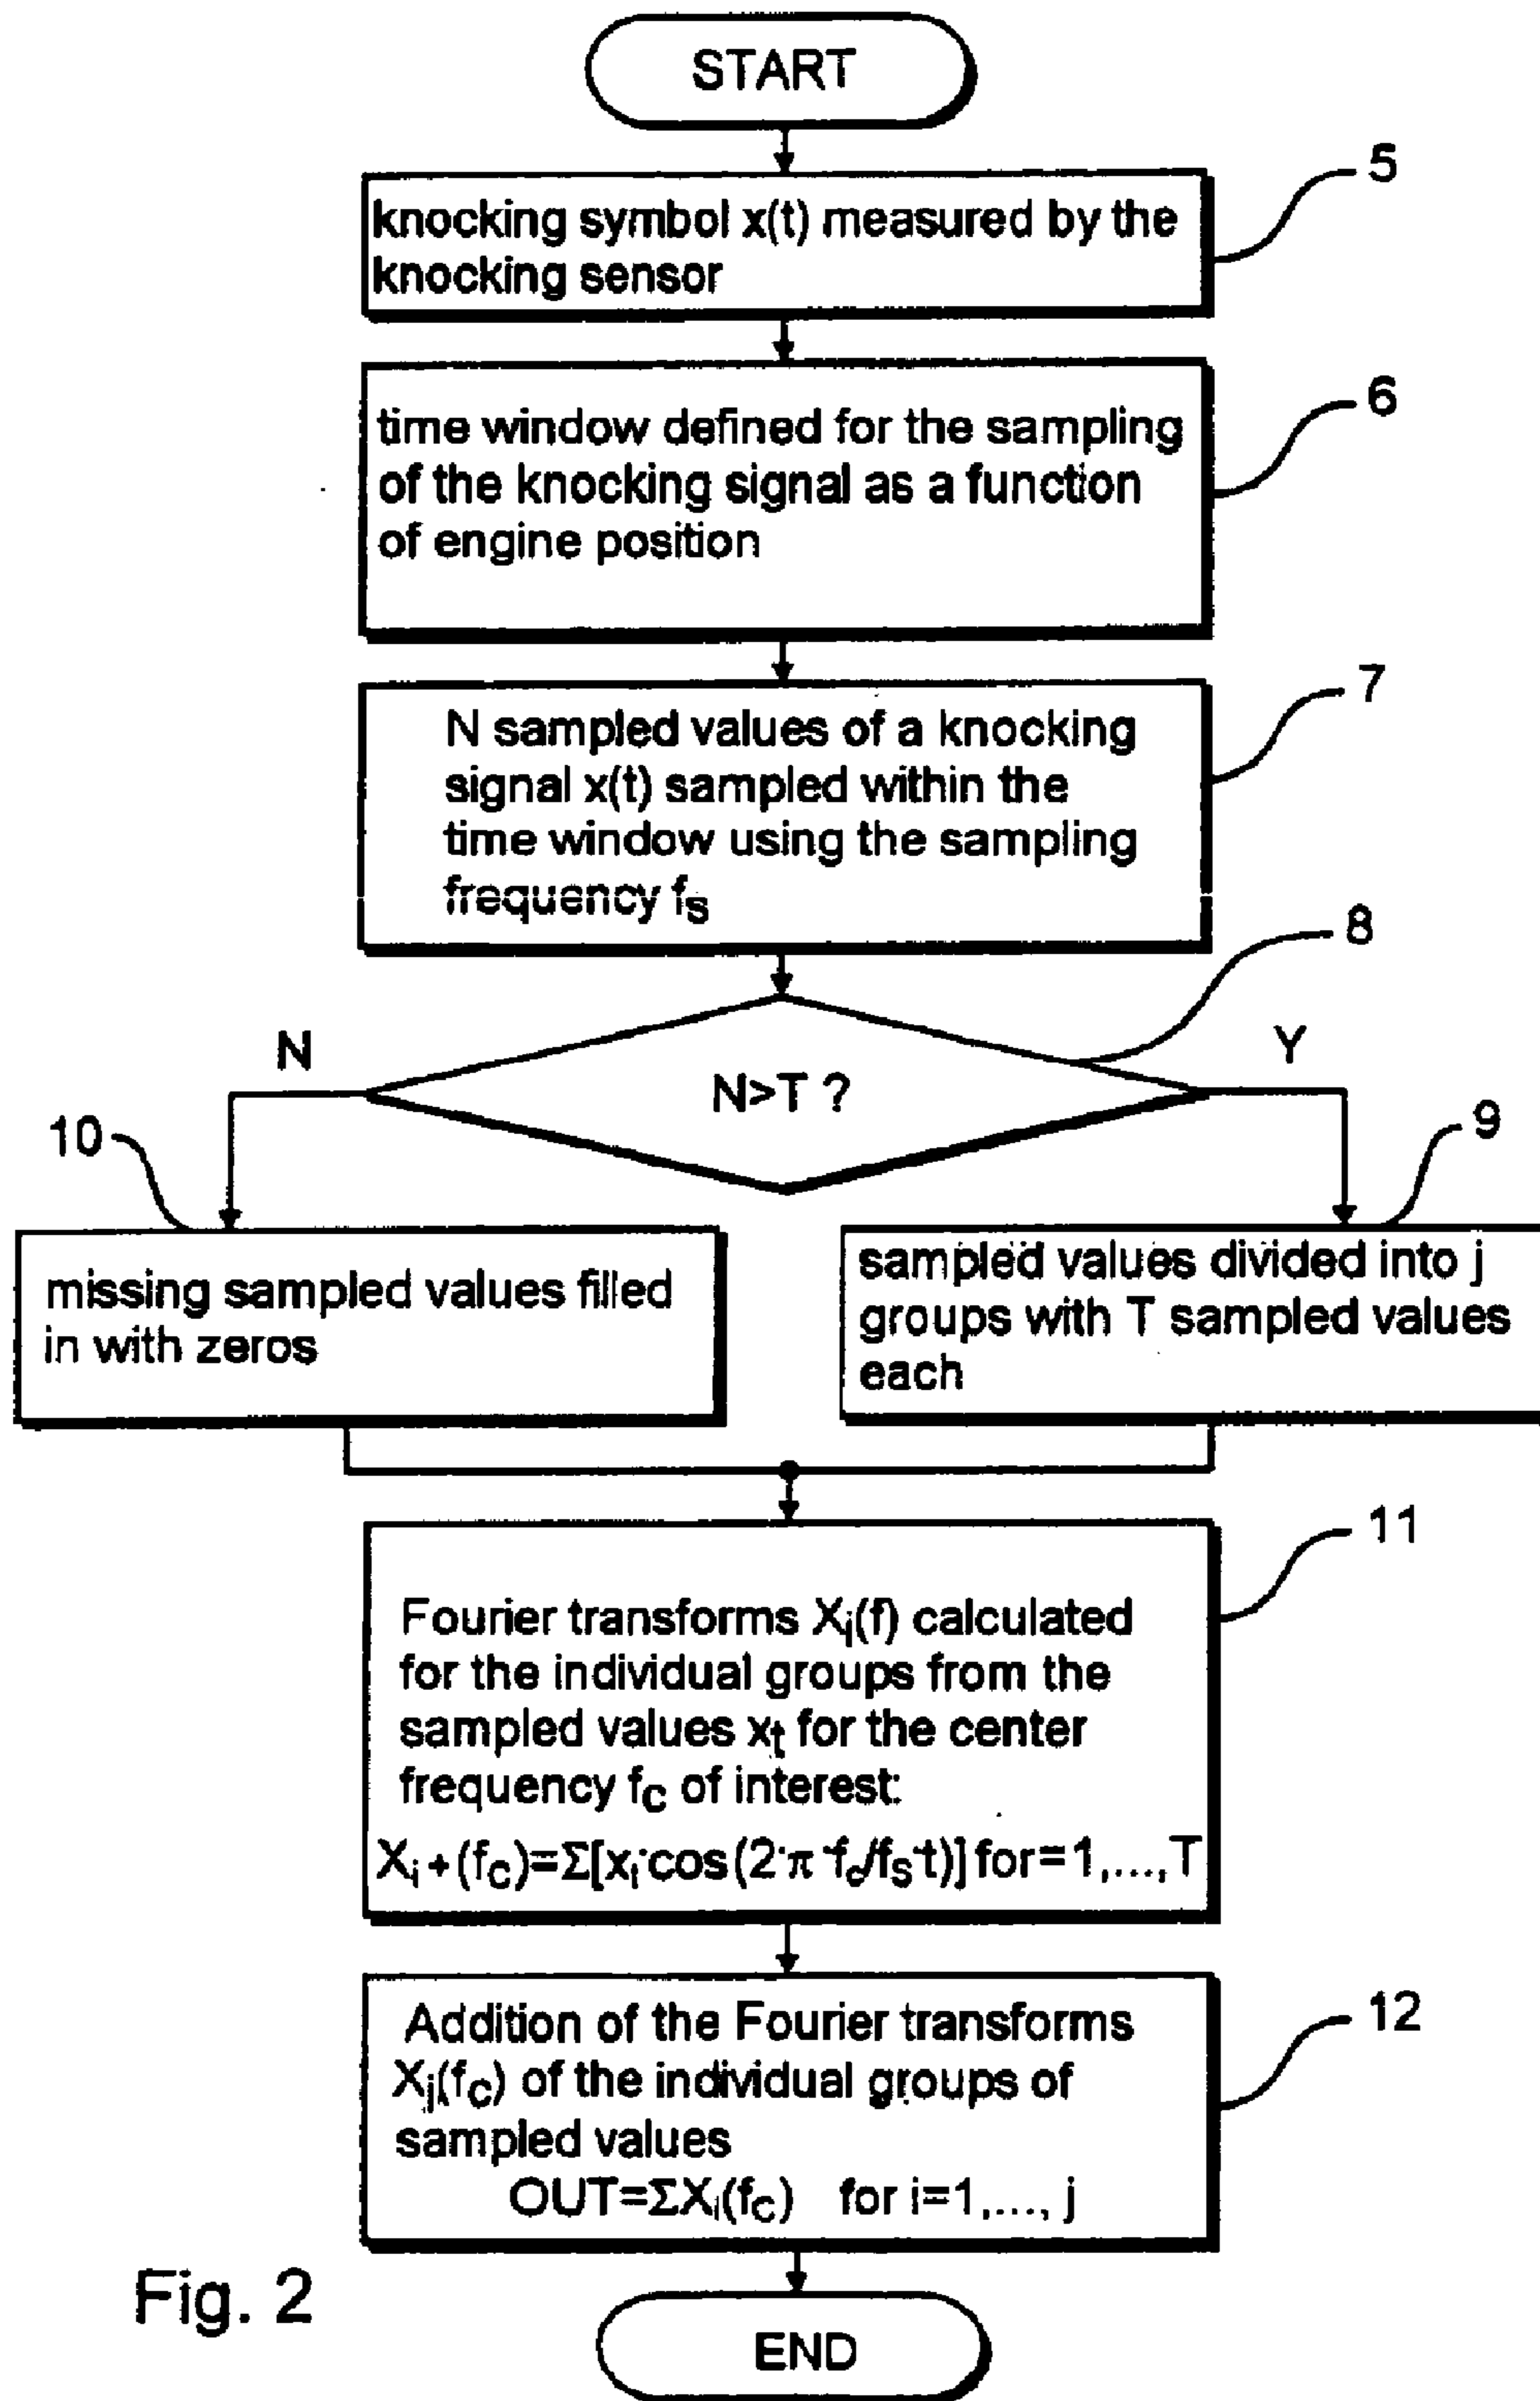 START
5
knocking symbol x(t) measured by the
knocking sensor
6
time window defined for the sampling
of the knocking signal as a function
of engine position
7
N sampled values of a knocking
signal x(t) sampled within the
time window using the sampling
frequency fS
8
N
Y
N>T ?
10
9
missing sampled values filled
in with zeros
sampled values divided into j
groups with T sampled values
each
11
Fourier transforms Xj(f) calculated
for the individual groups from the
sampled values xt for the center
frequency fC of interest:
Xi+(fC)=Σ[xi·cos(2·π·fc/fS·t)] for=1,...,T
12
Addition of the Fourier transforms
Xj(fC) of the individual groups of
sampled values
OUT=ΣXi(fC) for i=1,..., j
Fig. 2
END